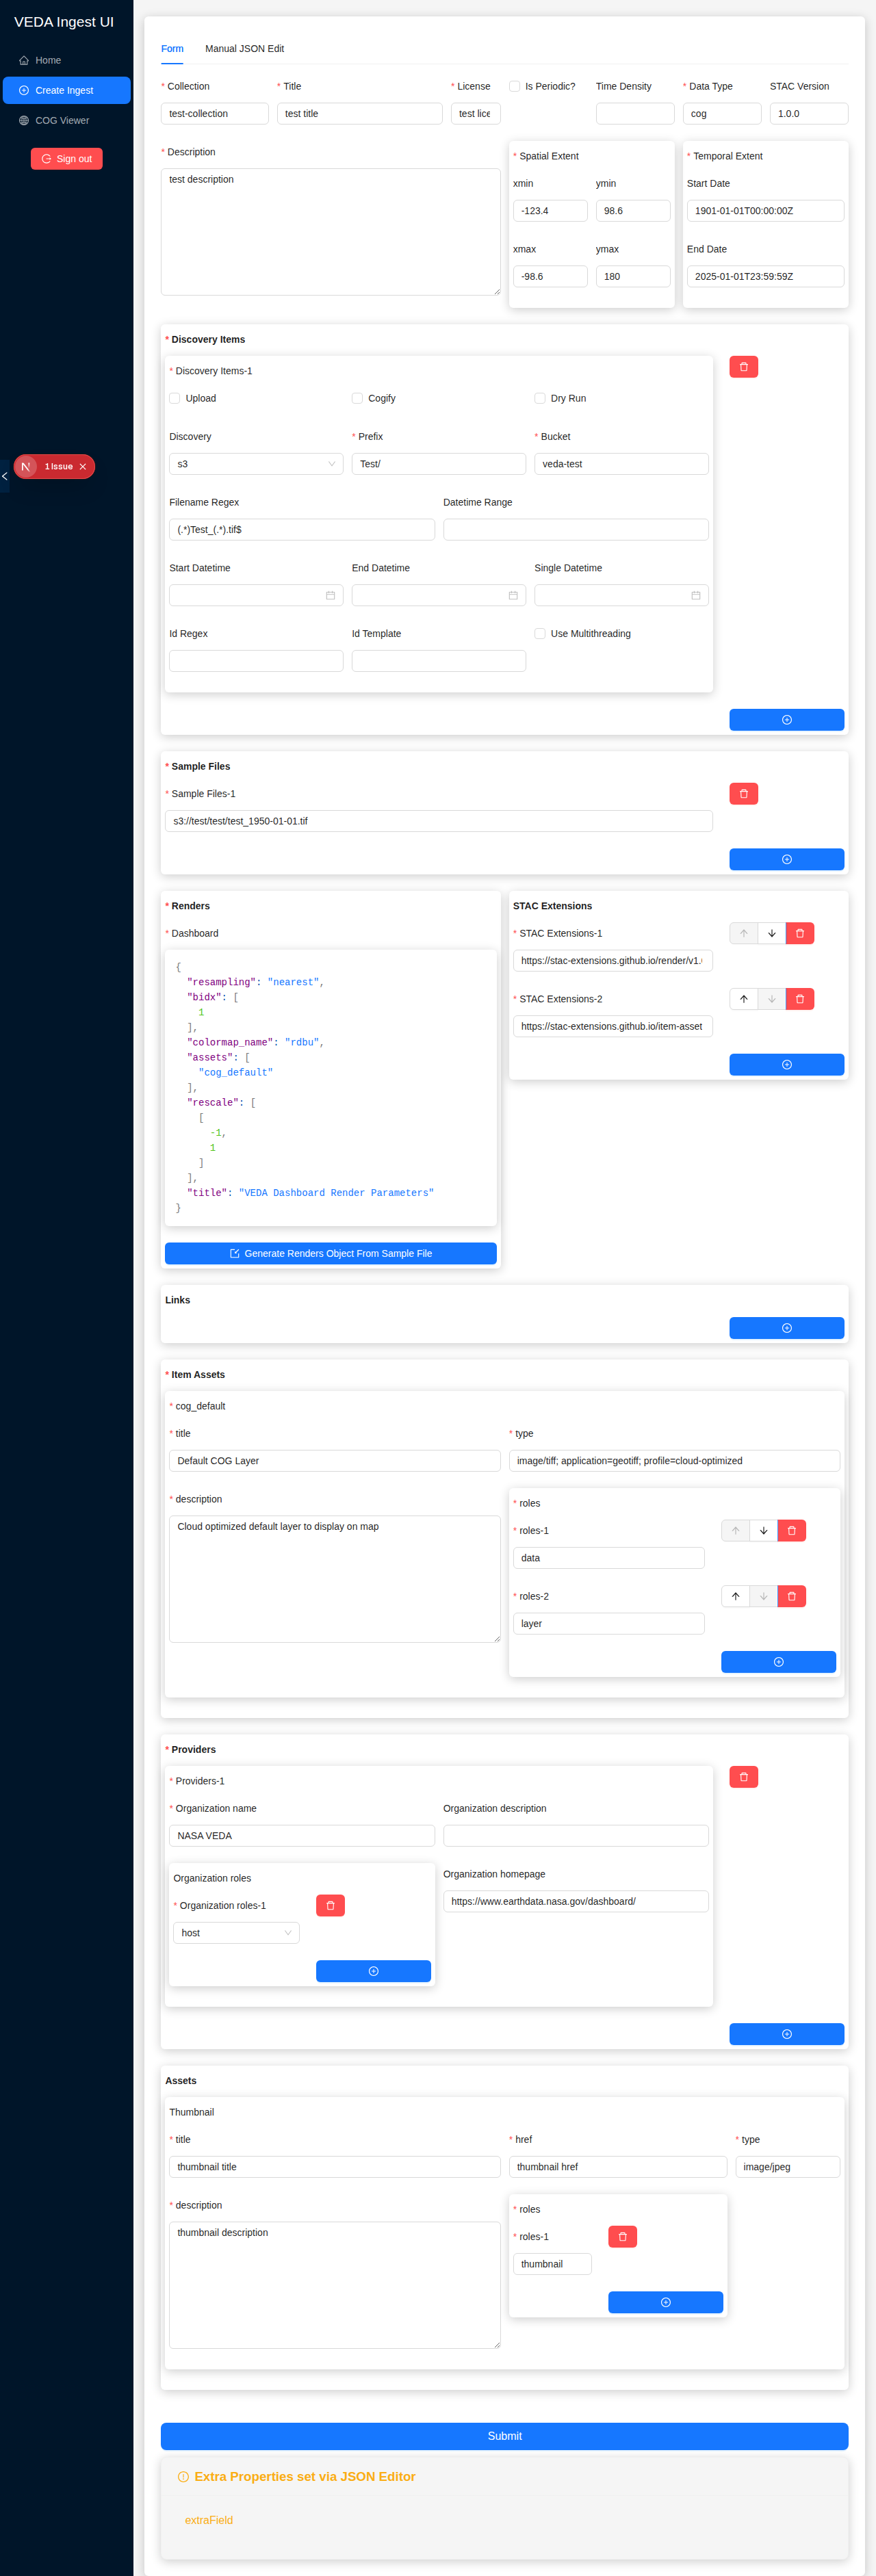 VEDA Ingest UI
Home
Create Ingest
COG Viewer
Sign out
1 Issue
Form
Manual JSON Edit
* Collection
* Title
* License
Is Periodic?
Time Density
* Data Type
STAC Version
test-collection
test title
test lice
cog
1.0.0
* Description
test description
* Spatial Extent
xmin
ymin
-123.4
98.6
xmax
ymax
-98.6
180
* Temporal Extent
Start Date
1901-01-01T00:00:00Z
End Date
2025-01-01T23:59:59Z
* Discovery Items
* Discovery Items-1
Upload
Cogify
Dry Run
Discovery
* Prefix
* Bucket
s3
Test/
veda-test
Filename Regex
Datetime Range
(.*)Test_(.*).tif$
Start Datetime
End Datetime
Single Datetime
Id Regex
Id Template
Use Multithreading
* Sample Files
* Sample Files-1
s3://test/test/test_1950-01-01.tif
* Renders
* Dashboard
{
"resampling": "nearest",
"bidx": [
1
],
"colormap_name": "rdbu",
"assets": [
"cog_default"
],
"rescale": [
[
-1,
1
]
],
"title": "VEDA Dashboard Render Parameters"
}
Generate Renders Object From Sample File
STAC Extensions
* STAC Extensions-1
https://stac-extensions.github.io/render/v1.
* STAC Extensions-2
https://stac-extensions.github.io/item-asset
Links
* Item Assets
* cog_default
* title
* type
Default COG Layer
image/tiff; application=geotiff; profile=cloud-optimized
* description
Cloud optimized default layer to display on map
* roles
* roles-1
data
* roles-2
layer
* Providers
* Providers-1
* Organization name
Organization description
NASA VEDA
Organization roles
* Organization roles-1
host
Organization homepage
https://www.earthdata.nasa.gov/dashboard/
Assets
Thumbnail
* title
* href
* type
thumbnail title
thumbnail href
image/jpeg
* description
thumbnail description
* roles
* roles-1
thumbnail
Submit
Extra Properties set via JSON Editor
extraField